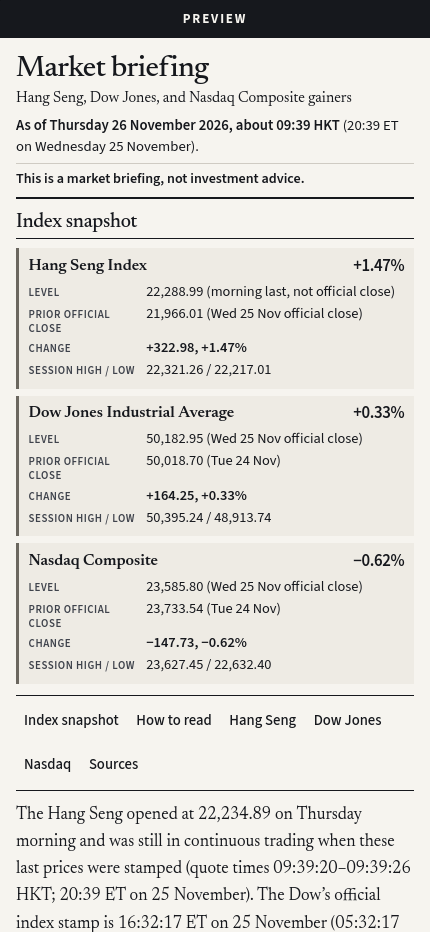 PREVIEW
Market briefing
Hang Seng, Dow Jones, and Nasdaq Composite gainers
As of Thursday 26 November 2026, about 09:39 HKT (20:39 ET
on Wednesday 25 November).
This is a market briefing, not investment advice.
Index snapshot
Hang Seng Index +1.47%
LEVEL 22,288.99 (morning last, not official close)
PRIOR OFFICIAL CLOSE 21,966.01 (Wed 25 Nov official close)
CHANGE +322.98, +1.47%
SESSION HIGH / LOW 22,321.26 / 22,217.01
Dow Jones Industrial Average +0.33%
LEVEL 50,182.95 (Wed 25 Nov official close)
PRIOR OFFICIAL CLOSE 50,018.70 (Tue 24 Nov)
CHANGE +164.25, +0.33%
SESSION HIGH / LOW 50,395.24 / 48,913.74
Nasdaq Composite −0.62%
LEVEL 23,585.80 (Wed 25 Nov official close)
PRIOR OFFICIAL CLOSE 23,733.54 (Tue 24 Nov)
CHANGE −147.73, −0.62%
SESSION HIGH / LOW 23,627.45 / 22,632.40
Index snapshot How to read Hang Seng Dow Jones
Nasdaq Sources
The Hang Seng opened at 22,234.89 on Thursday
morning and was still in continuous trading when these
last prices were stamped (quote times 09:39:20–09:39:26
HKT; 20:39 ET on 25 November). The Dow’s official
index stamp is 16:32:17 ET on 25 November (05:32:17